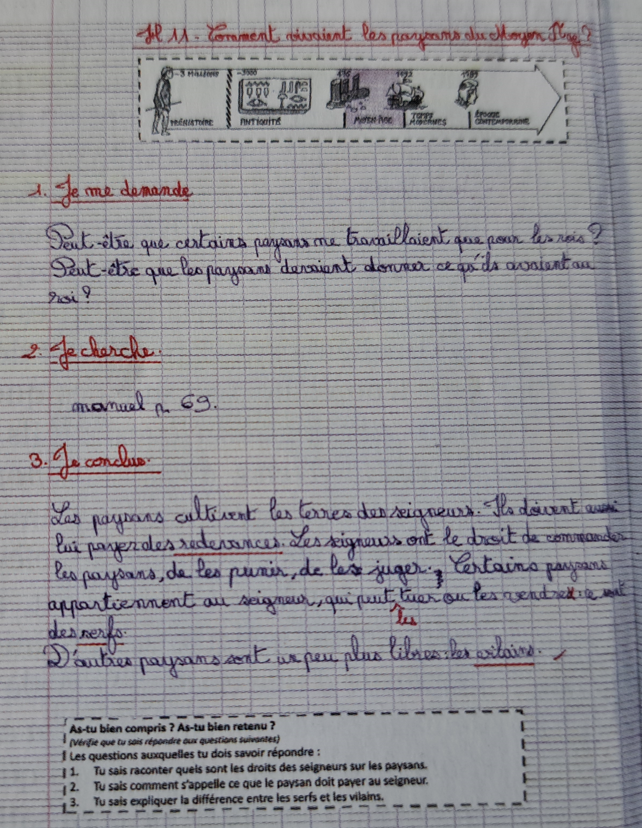 H 11 - Comment vivaient les paysans du Moyen Âge ?
-3 MILLIONS -3000 476 1492 1789
PRÉHISTOIRE ANTIQUITÉ MOYEN ÂGE TEMPS MODERNES ÉPOQUE CONTEMPORAINE
1. Je me demande
Peut-être que certains paysans ne travaillaient que pour les rois ?
Peut-être que les paysans devaient donner ce qu'ils avaient au
roi ?
2. Je cherche.
manuel p. 69.
3. Je conclus.
Les paysans cultivent les terres des seigneurs. Ils doivent aussi
lui payer des redevances. Les seigneurs ont le droit de commander
les paysans, de les punir, de les juger. Certains paysans
appartiennent au seigneur, qui peut tuer ou les vendre : ce sont
les
des serfs.
D'autres paysans sont un peu plus libres : les vilains.
As-tu bien compris ? As-tu bien retenu ?
(Vérifie que tu sais répondre aux questions suivantes)
Les questions auxquelles tu dois savoir répondre :
1. Tu sais raconter quels sont les droits des seigneurs sur les paysans.
2. Tu sais comment s'appelle ce que le paysan doit payer au seigneur.
3. Tu sais expliquer la différence entre les serfs et les vilains.